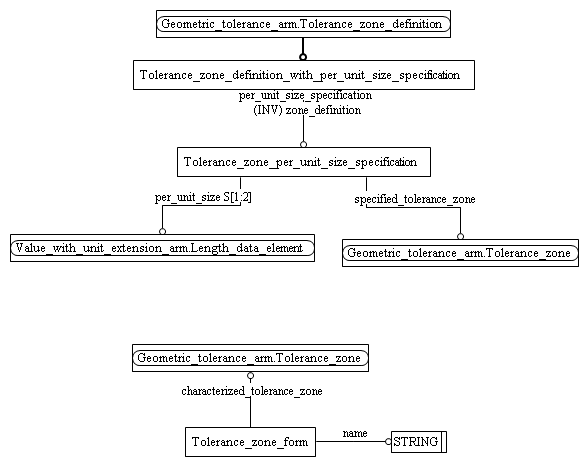 Geometric_tolerance_arm.Tolerance_zone_definition
Tolerance_zone_definition_with_per_unit_size_specification
per_unit_size_specification
(INV) zone_definition
Tolerance_zone_per_unit_size_specification
per_unit_size S[1:2]
specified_tolerance_zone
Value_with_unit_extension_arm.Length_data_element
Geometric_tolerance_arm.Tolerance_zone
Geometric_tolerance_arm.Tolerance_zone
characterized_tolerance_zone
Tolerance_zone_form
name
STRING